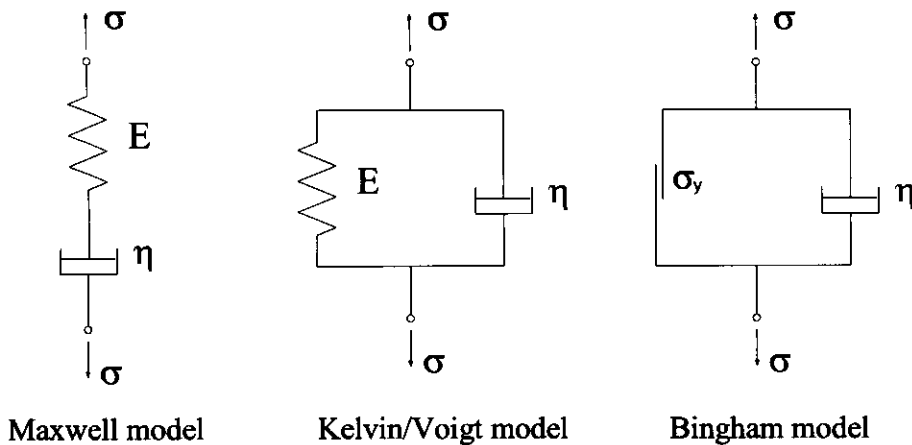 σ
E
η
σ
Maxwell model
σ
E
η
σ
Kelvin/Voigt model
σ
σy
η
σ
Bingham model